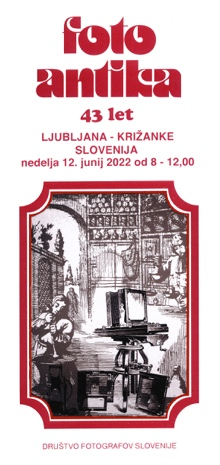 foto
antika
43 let
LJUBLJANA - KRIŽANKE
SLOVENIJA
nedelja 12. junij 2022 od 8 - 12,00
DRUŠTVO FOTOGRAFOV SLOVENIJE